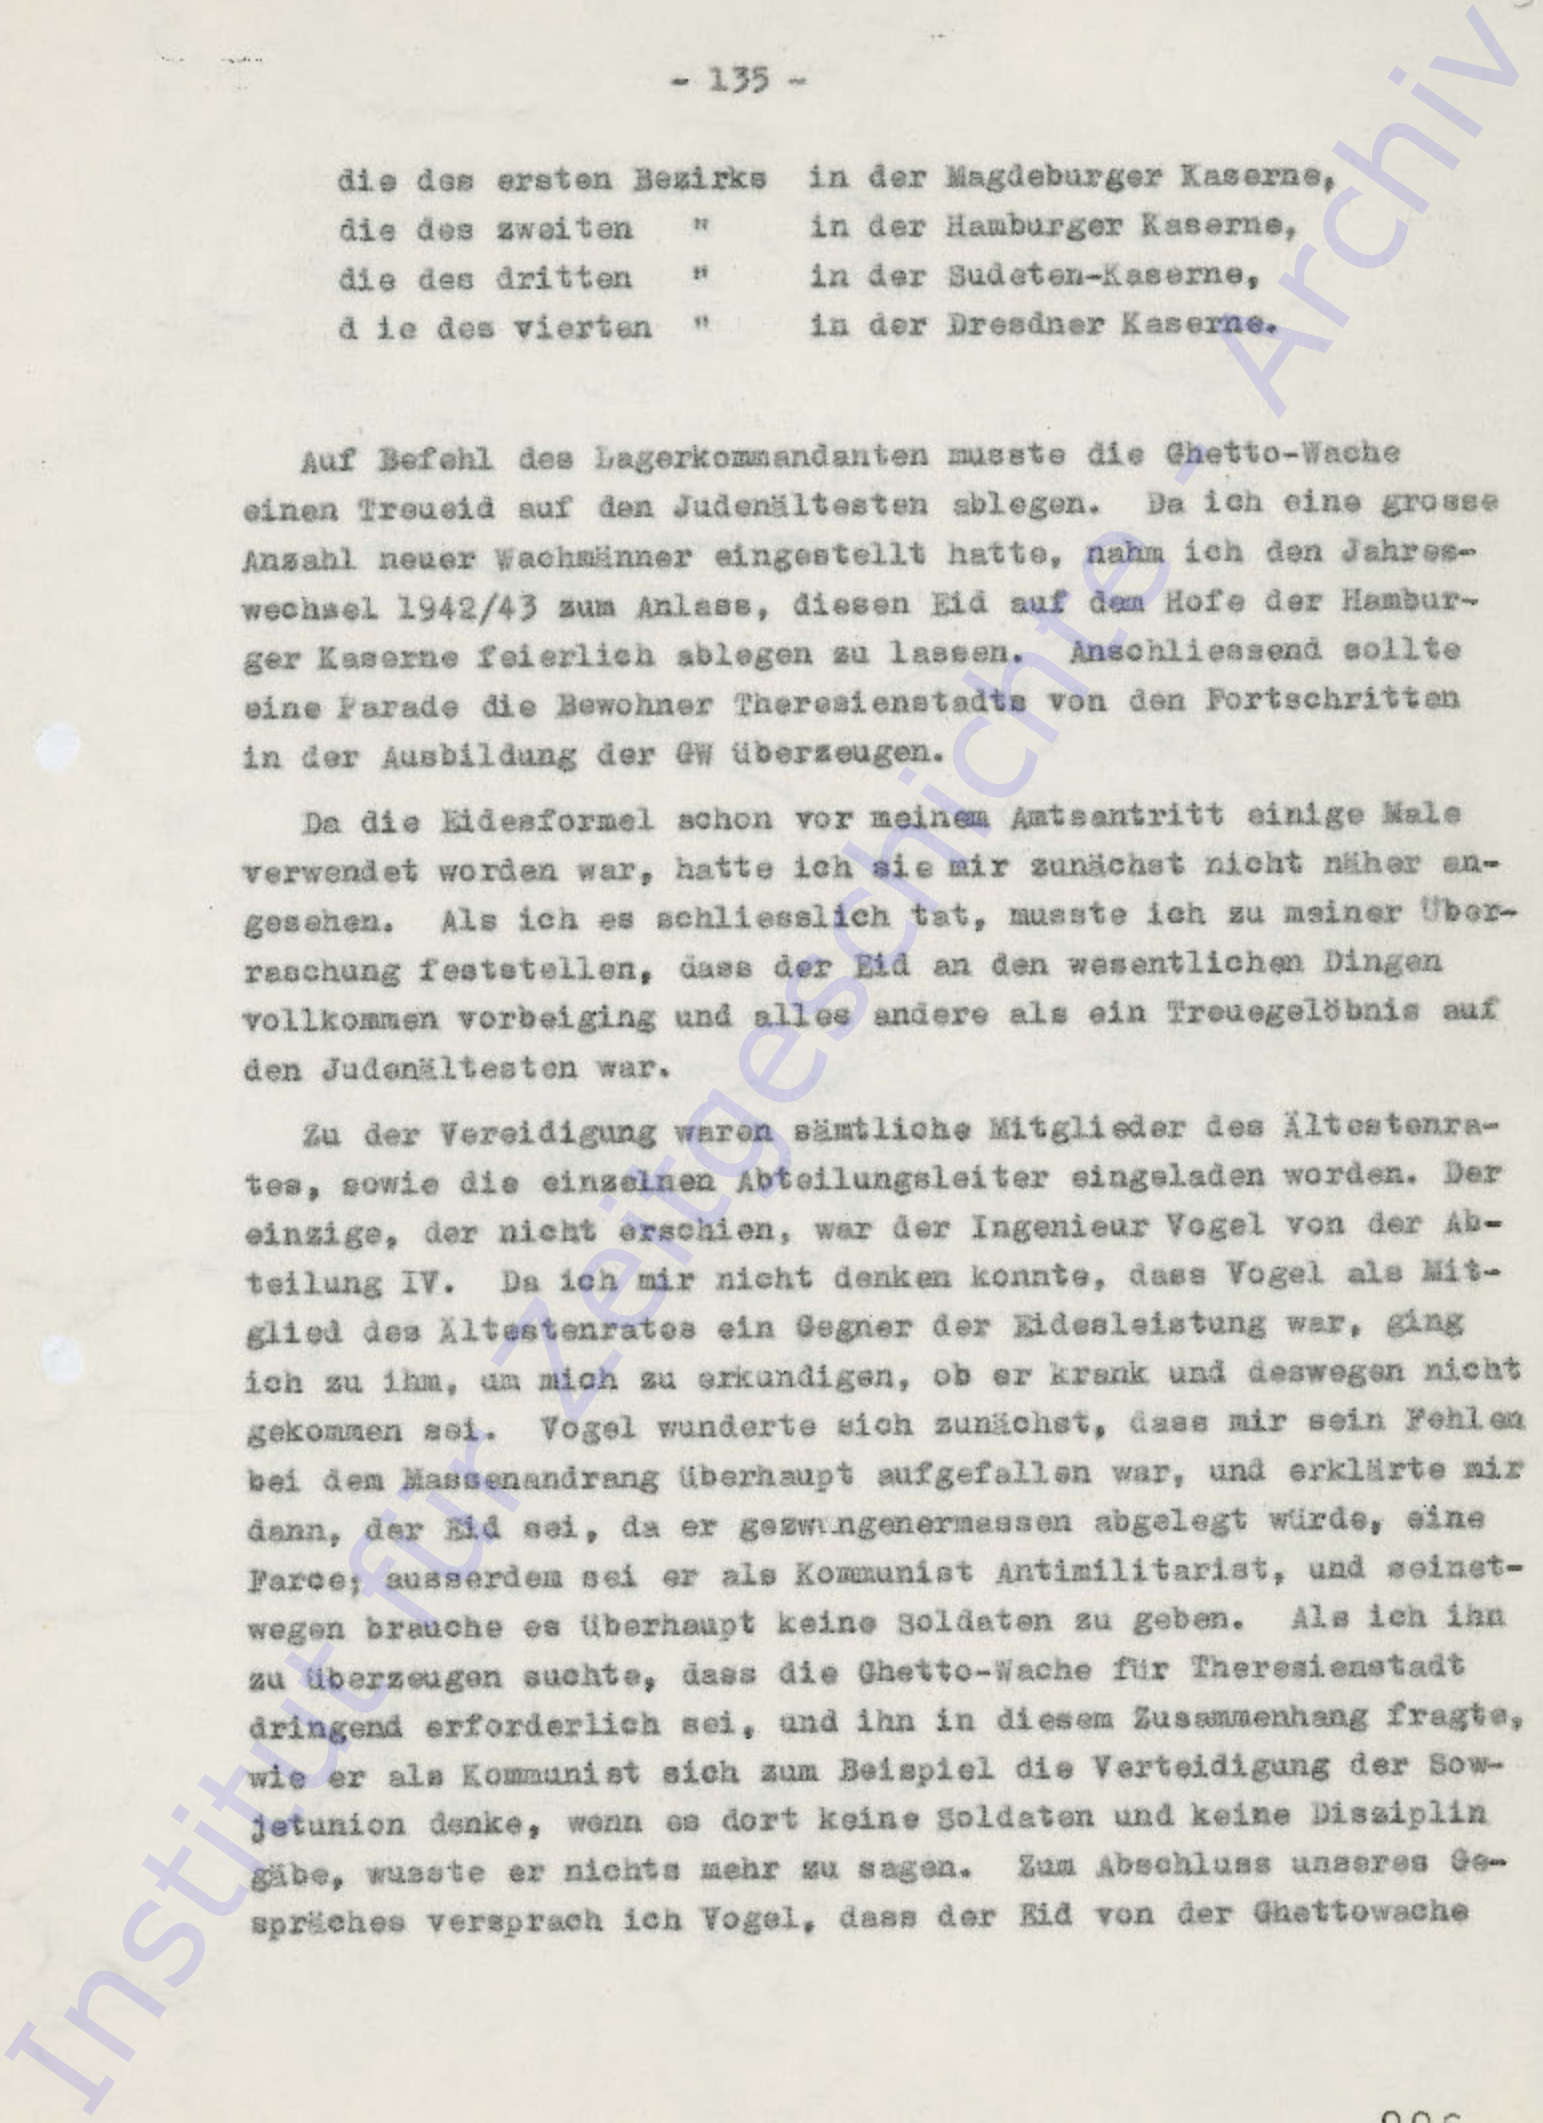 - 135 -
die des ersten Bezirks in der Magdeburger Kaserne,
die des zweiten " in der Hamburger Kaserne,
die des dritten " in der Sudeten-Kaserne,
d ie des vierten " in der Dresdner Kaserne.
Auf Befehl des Lagerkommandanten musste die Ghetto-Wache
einen Treueid auf den Judenältesten ablegen. Da ich eine grosse
Anzahl neuer Wachmänner eingestellt hatte, nahm ich den Jahres-
wechsel 1942/43 zum Anlass, diesen Eid auf dem Hofe der Hambur-
ger Kaserne feierlich ablegen zu lassen. Anschliessend sollte
eine Parade die Bewohner Theresienstadts von den Fortschritten
in der Ausbildung der GW überzeugen.
Da die Eidesformel schon vor meinem Amtsantritt einige Male
verwendet worden war, hatte ich sie mir zunächst nicht näher an-
gesehen. Als ich es schliesslich tat, musste ich zu meiner Über-
raschung feststellen, dass der Eid an den wesentlichen Dingen
vollkommen vorbeiging und alles andere als ein Treuegelöbnis auf
den Judenältesten war.
Zu der Vereidigung waren sämtliche Mitglieder des Ältestenra-
tes, sowie die einzelnen Abteilungsleiter eingeladen worden. Der
einzige, der nicht erschien, war der Ingenieur Vogel von der Ab-
teilung IV. Da ich mir nicht denken konnte, dass Vogel als Mit-
glied des Ältestenrates ein Gegner der Eidesleistung war, ging
ich zu ihm, um mich zu erkundigen, ob er krank und deswegen nicht
gekommen sei. Vogel wunderte sich zunächst, dass mir sein Fehlen
bei dem Massenandrang überhaupt aufgefallen war, und erklärte mir
dann, der Eid sei, da er gezwungenermassen abgelegt würde, eine
Farce; ausserdem sei er als Kommunist Antimilitarist, und seinet-
wegen brauche es überhaupt keine Soldaten zu geben. Als ich ihn
zu überzeugen suchte, dass die Ghetto-Wache für Theresienstadt
dringend erforderlich sei, und ihn in diesem Zusammenhang fragte,
wie er als Kommunist sich zum Beispiel die Verteidigung der Sow-
jetunion denke, wenn es dort keine Soldaten und keine Disziplin
gäbe, wusste er nichts mehr zu sagen. Zum Abschluss unseres Ge-
spräches versprach ich Vogel, dass der Eid von der Ghettowache
Institut für Zeitgeschichte - Archiv